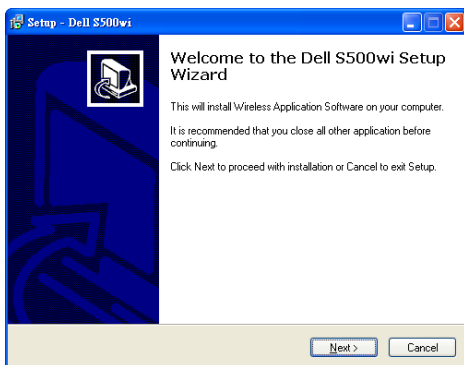 Setup - Dell S500wi
Welcome to the Dell S500wi Setup
Wizard
This will install Wireless Application Software on your computer.
It is recommended that you close all other application before
continuing.
Click Next to proceed with installation or Cancel to exit Setup.
Next >
Cancel